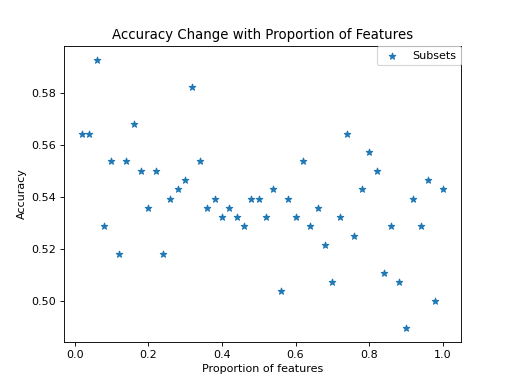 Accuracy Change with Proportion of Features
Subsets
0.58
0.56
0.54
0.52
0.50
Accuracy
0.0 0.2 0.4 0.6 0.8 1.0
Proportion of features